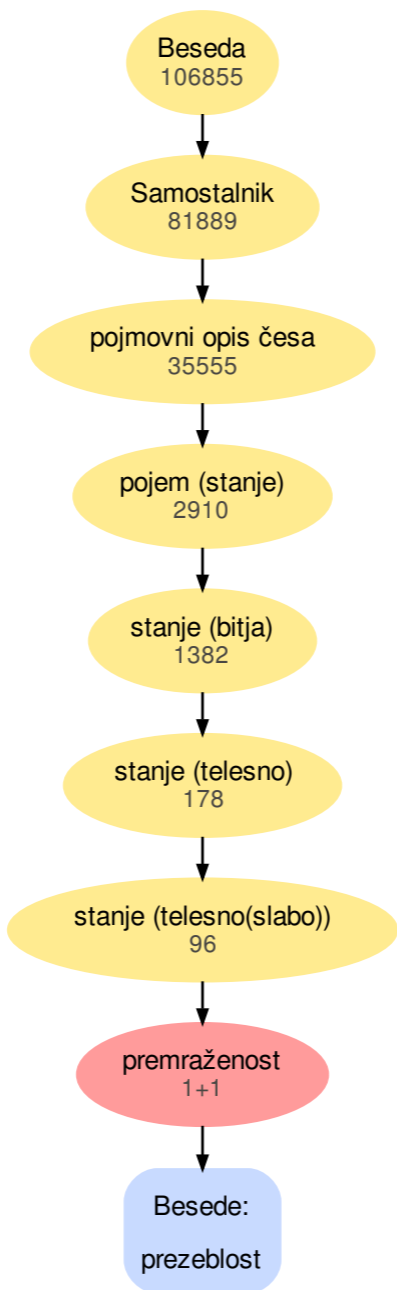 Beseda
106855
Samostalnik
81889
pojmovni opis česa
35555
pojem (stanje)
2910
stanje (bitja)
1382
stanje (telesno)
178
stanje (telesno(slabo))
96
premraženost
1+1
Besede:
prezeblost